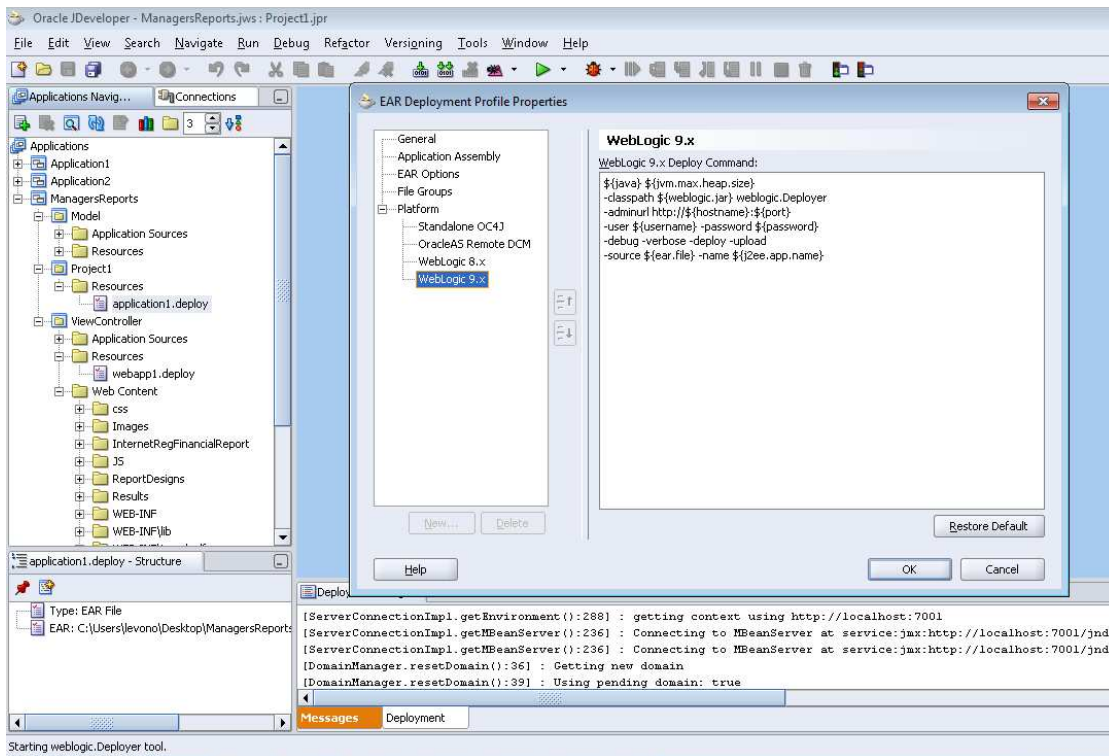 Oracle JDeveloper - ManagersReports.jws : Project1.jpr
File Edit View Search Navigate Run Debug Refactor Versioning Tools Window Help
Applications Navig...
Connections
3
Applications
Application1
Application2
ManagersReports
Model
Application Sources
Resources
Project1
Resources
application1.deploy
ViewController
Application Sources
Resources
webapp1.deploy
Web Content
css
Images
InternetRegFinancialReport
JS
ReportDesigns
Results
WEB-INF
WEB-INF\lib
application1.deploy - Structure
Type: EAR File
EAR: C:\Users\levono\Desktop\ManagersReports
EAR Deployment Profile Properties
General
Application Assembly
EAR Options
File Groups
Platform
Standalone OC4J
OracleAS Remote DCM
WebLogic 8.x
WebLogic 9.x
New...
Delete
WebLogic 9.x
WebLogic 9.x Deploy Command:
${java} ${jvm.max.heap.size}
-classpath ${weblogic.jar} weblogic.Deployer
-adminurl http://${hostname}:${port}
-user ${username} -password ${password}
-debug -verbose -deploy -upload
-source ${ear.file} -name ${j2ee.app.name}
Restore Default
Help
OK
Cancel
Deploy
[ServerConnectionImpl.getEnvironment():288] : getting context using http://localhost:7001
[ServerConnectionImpl.getMBeanServer():236] : Connecting to MBeanServer at service:jmx:http://localhost:7001/jnd
[ServerConnectionImpl.getMBeanServer():236] : Connecting to MBeanServer at service:jmx:http://localhost:7001/jnd
[DomainManager.resetDomain():36] : Getting new domain
[DomainManager.resetDomain():39] : Using pending domain: true
Messages
Deployment
Starting weblogic.Deployer tool.